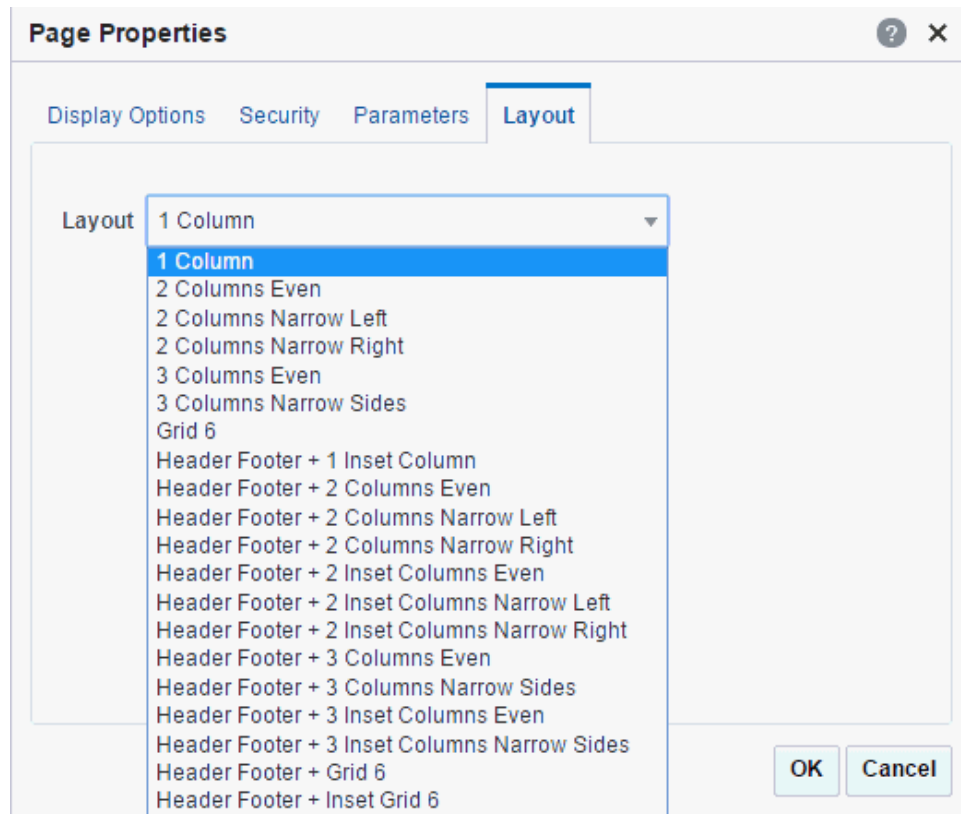 Page Properties ? ×
Display Options Security Parameters Layout
Layout 1 Column
1 Column
2 Columns Even
2 Columns Narrow Left
2 Columns Narrow Right
3 Columns Even
3 Columns Narrow Sides
Grid 6
Header Footer + 1 Inset Column
Header Footer + 2 Columns Even
Header Footer + 2 Columns Narrow Left
Header Footer + 2 Columns Narrow Right
Header Footer + 2 Inset Columns Even
Header Footer + 2 Inset Columns Narrow Left
Header Footer + 2 Inset Columns Narrow Right
Header Footer + 3 Columns Even
Header Footer + 3 Columns Narrow Sides
Header Footer + 3 Inset Columns Even
Header Footer + 3 Inset Columns Narrow Sides
Header Footer + Grid 6
Header Footer + Inset Grid 6
OK Cancel